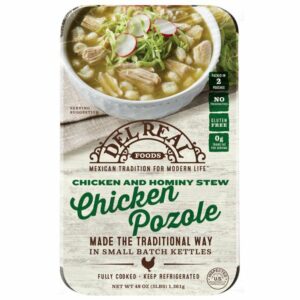 PACKED IN
2
POUCHES
NO
GLUTEN
FREE
0g
SERVING
SUGGESTION
DEL REAL
FOODS
MEXICAN TRADITION FOR MODERN LIFE
CHICKEN AND HOMINY STEW
Chicken
Pozole
MADE THE TRADITIONAL WAY
IN SMALL BATCH KETTLES
FULLY COOKED · KEEP REFRIGERATED
NET WT 48 OZ (3LBS) 1,361g